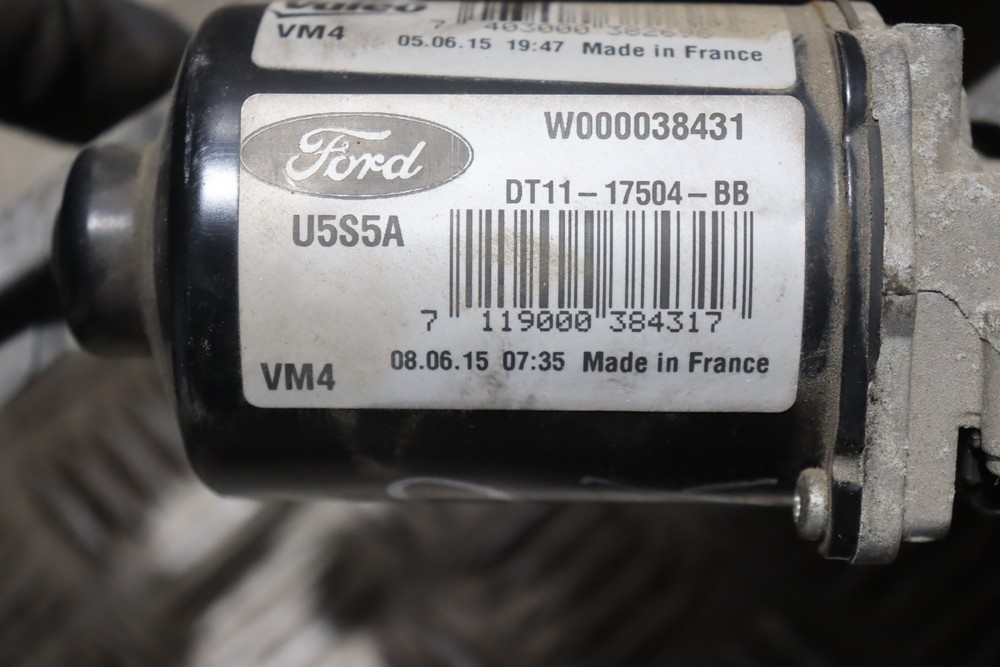 Valeo
VM4
05.06.15 19:47 Made in France
Ford
W000038431
DT11-17504-BB
U5S5A
7 119000 384317
VM4
08.06.15 07:35 Made in France